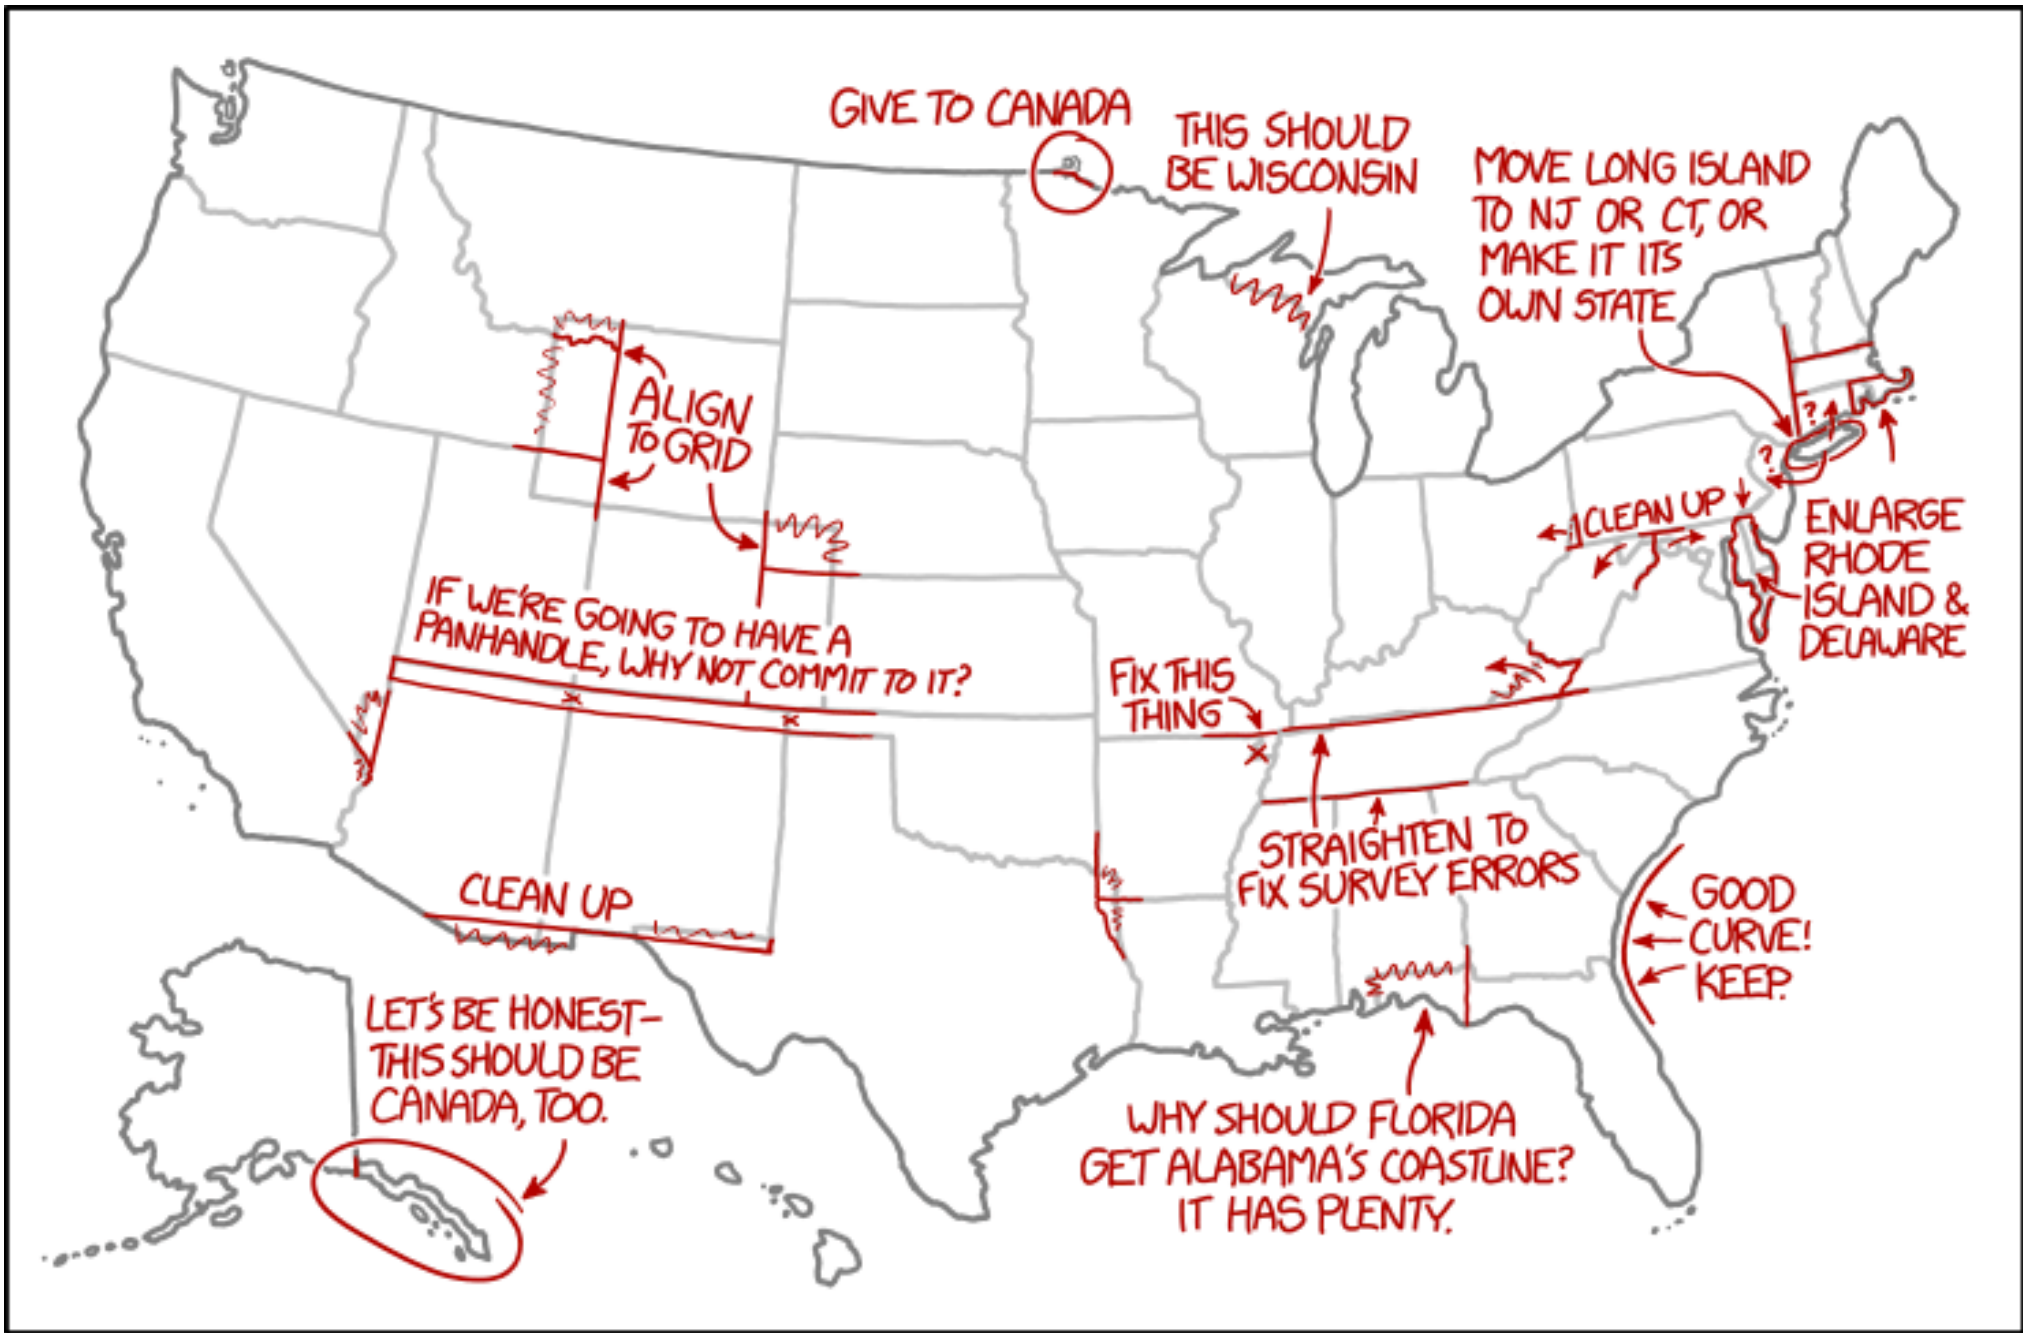 GIVE TO CANADA
THIS SHOULD
BE WISCONSIN
MOVE LONG ISLAND
TO NJ OR CT, OR
MAKE IT ITS
OWN STATE
ALIGN
TO GRID
?
?
CLEAN UP
ENLARGE
RHODE
ISLAND &
DELAWARE
IF WE'RE GOING TO HAVE A
PANHANDLE, WHY NOT COMMIT TO IT?
FIX THIS
THING
STRAIGHTEN TO
FIX SURVEY ERRORS
CLEAN UP
GOOD
CURVE!
KEEP.
LET'S BE HONEST—
THIS SHOULD BE
CANADA, TOO.
WHY SHOULD FLORIDA
GET ALABAMA'S COASTLINE?
IT HAS PLENTY.